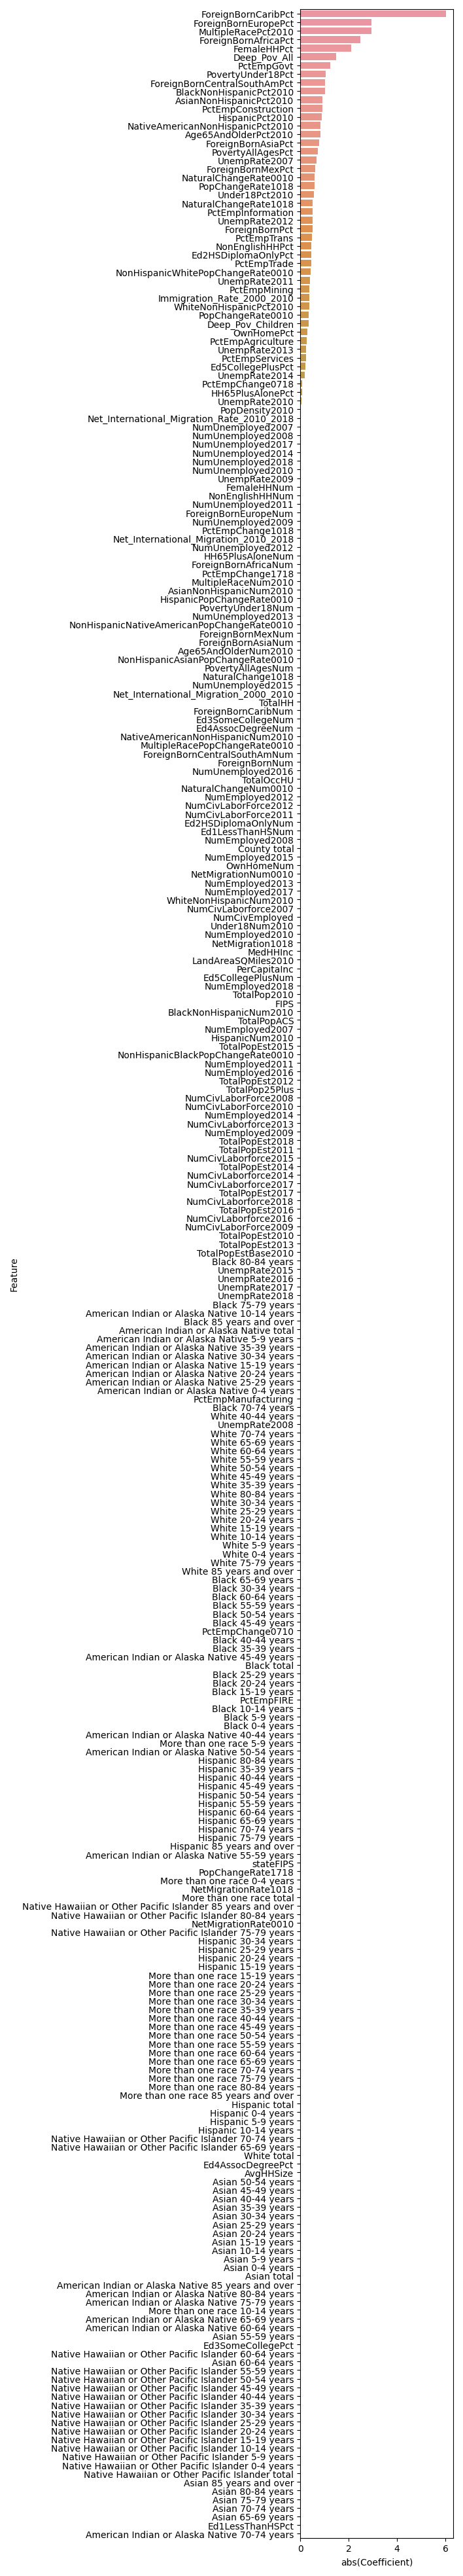 ForeignBornCaribPct
ForeignBornEuropePct
MultipleRacePct2010
ForeignBornAfricaPct
FemaleHHPct
Deep_Pov_All
PctEmpGovt
PovertyUnder18Pct
ForeignBornCentralSouthAmPct
BlackNonHispanicPct2010
AsianNonHispanicPct2010
PctEmpConstruction
HispanicPct2010
NativeAmericanNonHispanicPct2010
Age65AndOlderPct2010
ForeignBornAsiaPct
PovertyAllAgesPct
UnempRate2007
ForeignBornMexPct
NaturalChangeRate0010
PopChangeRate1018
Under18Pct2010
NaturalChangeRate1018
PctEmpInformation
UnempRate2012
ForeignBornPct
PctEmpTrans
NonEnglishHHPct
Ed2HSDiplomaOnlyPct
PctEmpTrade
NonHispanicWhitePopChangeRate0010
UnempRate2011
PctEmpMining
Immigration_Rate_2000_2010
WhiteNonHispanicPct2010
PopChangeRate0010
Deep_Pov_Children
OwnHomePct
PctEmpAgriculture
UnempRate2013
PctEmpServices
Ed5CollegePlusPct
UnempRate2014
PctEmpChange0718
HH65PlusAlonePct
UnempRate2010
PopDensity2010
Net_International_Migration_Rate_2010_2018
NumUnemployed2007
NumUnemployed2008
NumUnemployed2017
NumUnemployed2014
NumUnemployed2018
NumUnemployed2010
UnempRate2009
FemaleHHNum
NonEnglishHHNum
NumUnemployed2011
ForeignBornEuropeNum
NumUnemployed2009
PctEmpChange1018
Net_International_Migration_2010_2018
NumUnemployed2012
HH65PlusAloneNum
ForeignBornAfricaNum
PctEmpChange1718
MultipleRaceNum2010
AsianNonHispanicNum2010
HispanicPopChangeRate0010
PovertyUnder18Num
NumUnemployed2013
NonHispanicNativeAmericanPopChangeRate0010
ForeignBornMexNum
ForeignBornAsiaNum
Age65AndOlderNum2010
NonHispanicAsianPopChangeRate0010
PovertyAllAgesNum
NaturalChange1018
NumUnemployed2015
Net_International_Migration_2000_2010
TotalHH
ForeignBornCaribNum
Ed3SomeCollegeNum
Ed4AssocDegreeNum
NativeAmericanNonHispanicNum2010
MultipleRacePopChangeRate0010
ForeignBornCentralSouthAmNum
ForeignBornNum
NumUnemployed2016
TotalOccHU
NaturalChangeNum0010
NumEmployed2012
NumCivLaborForce2012
NumCivLaborForce2011
Ed2HSDiplomaOnlyNum
Ed1LessThanHSNum
NumEmployed2008
County total
NumEmployed2015
OwnHomeNum
NetMigrationNum0010
NumEmployed2013
NumEmployed2017
WhiteNonHispanicNum2010
NumCivLaborforce2007
NumCivEmployed
Under18Num2010
NumEmployed2010
NetMigration1018
MedHHInc
LandAreaSQMiles2010
PerCapitaInc
Ed5CollegePlusNum
NumEmployed2018
TotalPop2010
FIPS
BlackNonHispanicNum2010
TotalPopACS
NumEmployed2007
HispanicNum2010
TotalPopEst2015
NonHispanicBlackPopChangeRate0010
NumEmployed2011
NumEmployed2016
TotalPopEst2012
TotalPop25Plus
NumCivLaborForce2008
NumCivLaborForce2010
NumEmployed2014
NumCivLaborforce2013
NumEmployed2009
TotalPopEst2018
TotalPopEst2011
NumCivLaborforce2015
TotalPopEst2014
NumCivLaborforce2014
NumCivLaborforce2017
TotalPopEst2017
NumCivLaborforce2018
TotalPopEst2016
NumCivLaborforce2016
NumCivLaborForce2009
TotalPopEst2010
TotalPopEst2013
TotalPopEstBase2010
Black 80-84 years
UnempRate2015
UnempRate2016
UnempRate2017
UnempRate2018
Black 75-79 years
American Indian or Alaska Native 10-14 years
Black 85 years and over
American Indian or Alaska Native total
American Indian or Alaska Native 5-9 years
American Indian or Alaska Native 35-39 years
American Indian or Alaska Native 30-34 years
American Indian or Alaska Native 15-19 years
American Indian or Alaska Native 20-24 years
American Indian or Alaska Native 25-29 years
American Indian or Alaska Native 0-4 years
PctEmpManufacturing
Black 70-74 years
White 40-44 years
UnempRate2008
White 70-74 years
White 65-69 years
White 60-64 years
White 55-59 years
White 50-54 years
White 45-49 years
White 35-39 years
White 80-84 years
White 30-34 years
White 25-29 years
White 20-24 years
White 15-19 years
White 10-14 years
White 5-9 years
White 0-4 years
White 75-79 years
White 85 years and over
Black 65-69 years
Black 30-34 years
Black 60-64 years
Black 55-59 years
Black 50-54 years
Black 45-49 years
PctEmpChange0710
Black 40-44 years
Black 35-39 years
American Indian or Alaska Native 45-49 years
Black total
Black 25-29 years
Black 20-24 years
Black 15-19 years
PctEmpFIRE
Black 10-14 years
Black 5-9 years
Black 0-4 years
American Indian or Alaska Native 40-44 years
More than one race 5-9 years
American Indian or Alaska Native 50-54 years
Hispanic 80-84 years
Hispanic 35-39 years
Hispanic 40-44 years
Hispanic 45-49 years
Hispanic 50-54 years
Hispanic 55-59 years
Hispanic 60-64 years
Hispanic 65-69 years
Hispanic 70-74 years
Hispanic 75-79 years
Hispanic 85 years and over
American Indian or Alaska Native 55-59 years
stateFIPS
PopChangeRate1718
More than one race 0-4 years
NetMigrationRate1018
More than one race total
Native Hawaiian or Other Pacific Islander 85 years and over
Native Hawaiian or Other Pacific Islander 80-84 years
NetMigrationRate0010
Native Hawaiian or Other Pacific Islander 75-79 years
Hispanic 30-34 years
Hispanic 25-29 years
Hispanic 20-24 years
Hispanic 15-19 years
More than one race 15-19 years
More than one race 20-24 years
More than one race 25-29 years
More than one race 30-34 years
More than one race 35-39 years
More than one race 40-44 years
More than one race 45-49 years
More than one race 50-54 years
More than one race 55-59 years
More than one race 60-64 years
More than one race 65-69 years
More than one race 70-74 years
More than one race 75-79 years
More than one race 80-84 years
More than one race 85 years and over
Hispanic total
Hispanic 0-4 years
Hispanic 5-9 years
Hispanic 10-14 years
Native Hawaiian or Other Pacific Islander 70-74 years
Native Hawaiian or Other Pacific Islander 65-69 years
White total
Ed4AssocDegreePct
AvgHHSize
Asian 50-54 years
Asian 45-49 years
Asian 40-44 years
Asian 35-39 years
Asian 30-34 years
Asian 25-29 years
Asian 20-24 years
Asian 15-19 years
Asian 10-14 years
Asian 5-9 years
Asian 0-4 years
Asian total
American Indian or Alaska Native 85 years and over
American Indian or Alaska Native 80-84 years
American Indian or Alaska Native 75-79 years
More than one race 10-14 years
American Indian or Alaska Native 65-69 years
American Indian or Alaska Native 60-64 years
Asian 55-59 years
Ed3SomeCollegePct
Native Hawaiian or Other Pacific Islander 60-64 years
Asian 60-64 years
Native Hawaiian or Other Pacific Islander 55-59 years
Native Hawaiian or Other Pacific Islander 50-54 years
Native Hawaiian or Other Pacific Islander 45-49 years
Native Hawaiian or Other Pacific Islander 40-44 years
Native Hawaiian or Other Pacific Islander 35-39 years
Native Hawaiian or Other Pacific Islander 30-34 years
Native Hawaiian or Other Pacific Islander 25-29 years
Native Hawaiian or Other Pacific Islander 20-24 years
Native Hawaiian or Other Pacific Islander 15-19 years
Native Hawaiian or Other Pacific Islander 10-14 years
Native Hawaiian or Other Pacific Islander 5-9 years
Native Hawaiian or Other Pacific Islander 0-4 years
Native Hawaiian or Other Pacific Islander total
Asian 85 years and over
Asian 80-84 years
Asian 75-79 years
Asian 70-74 years
Asian 65-69 years
Ed1LessThanHSPct
American Indian or Alaska Native 70-74 years
Feature
0 2 4 6
abs(Coefficient)